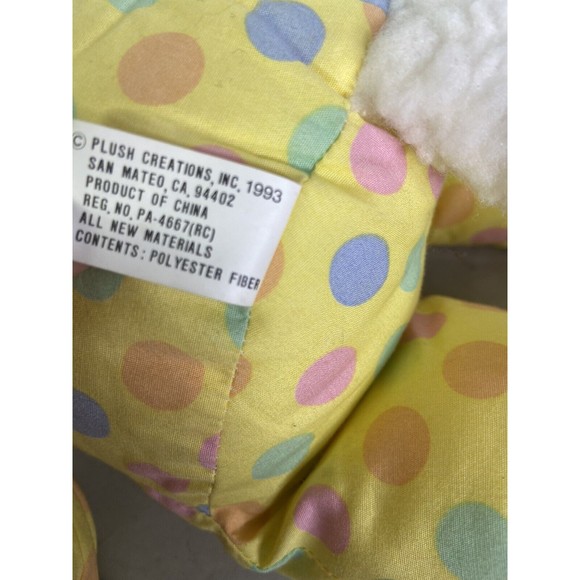 © PLUSH CREATIONS, INC. 1993
SAN MATEO, CA. 94402
PRODUCT OF CHINA
REG. NO. PA-4667(RC)
ALL NEW MATERIALS
CONTENTS: POLYESTER FIBER